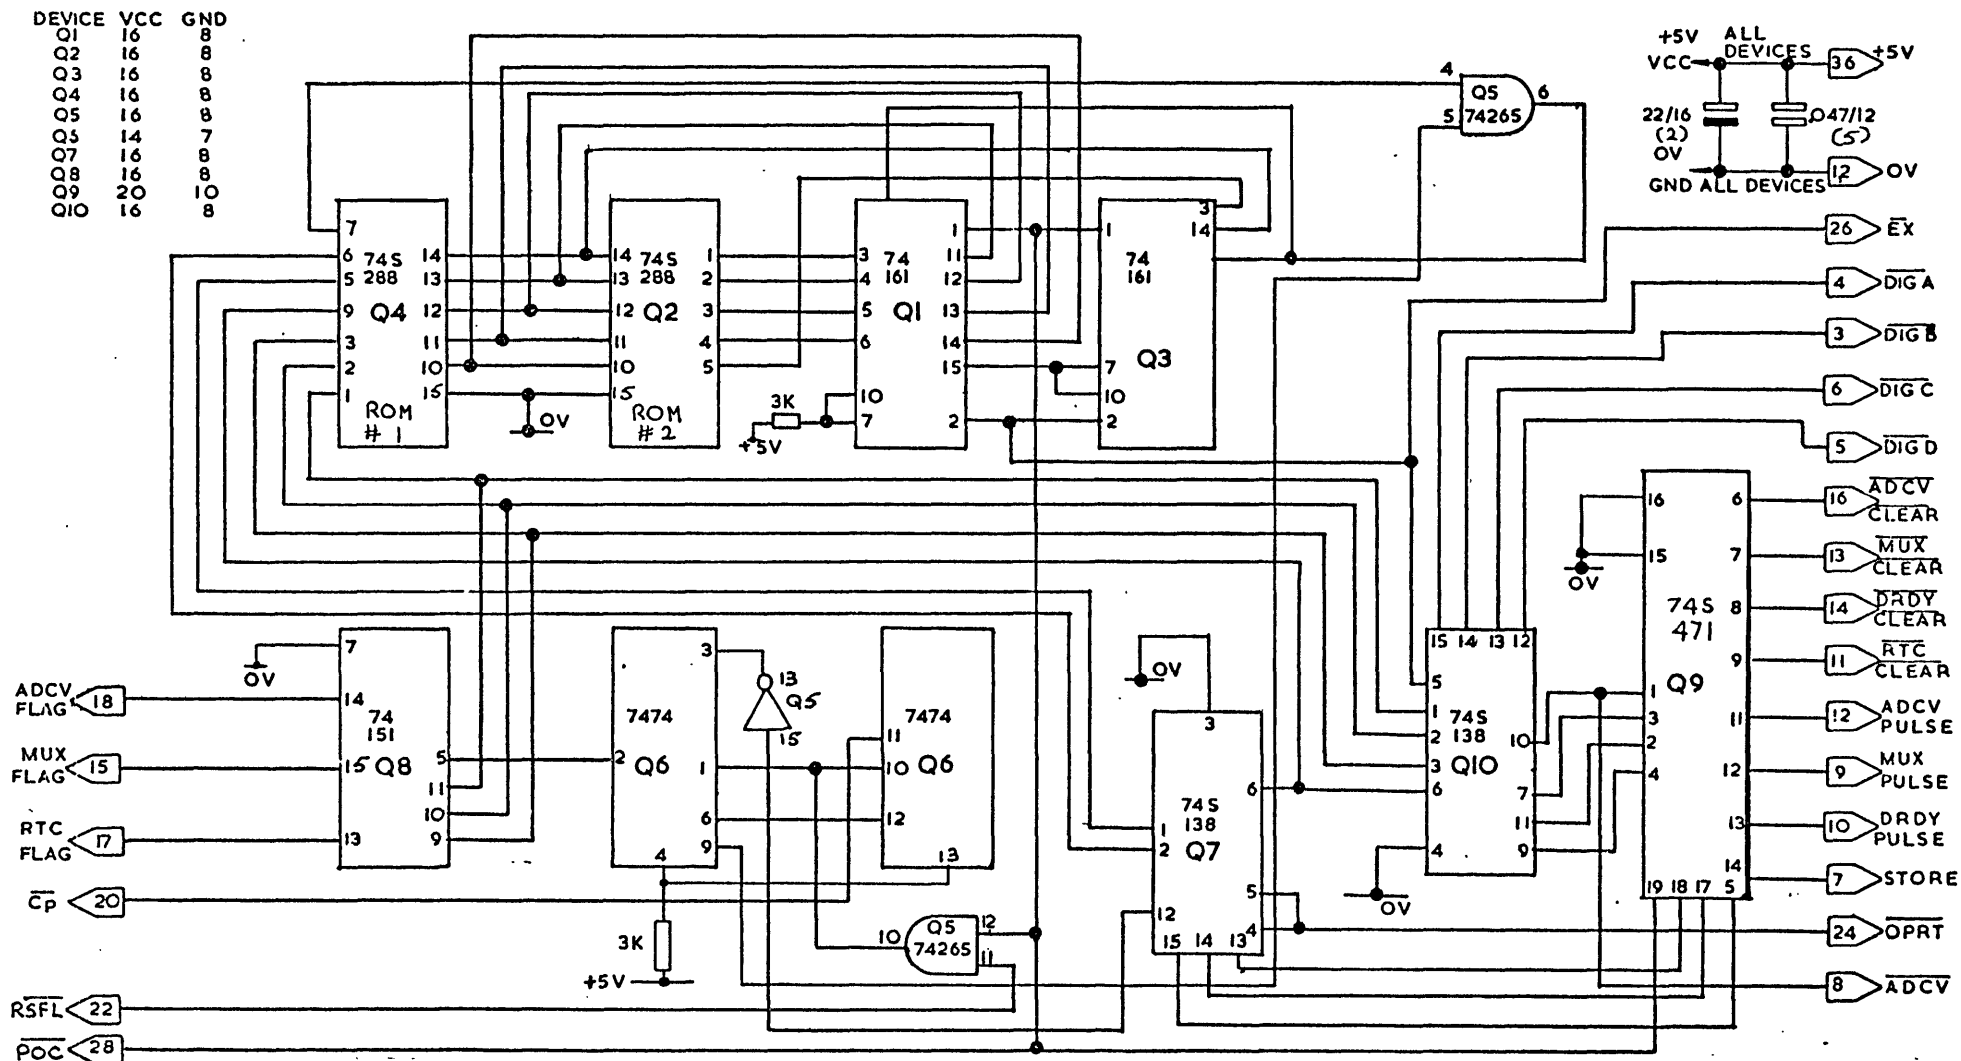 DEVICE VCC GND
Q1 16 8
Q2 16 8
Q3 16 8
Q4 16 8
Q5 16 8
Q5 14 7
Q7 16 8
Q8 16 8
Q9 20 10
Q10 16 8
+5V ALL DEVICES
VCC
36 +5V
22/16 (2)
.047/12 (5)
0V
GND ALL DEVICES
12 0V
4
5
Q5
74265
6
26 EX
4 DIG A
3 DIG B
6 DIG C
5 DIG D
16 ADCV CLEAR
13 MUX CLEAR
14 DRDY CLEAR
11 RTC CLEAR
12 ADCV PULSE
9 MUX PULSE
10 DRDY PULSE
7 STORE
24 OPRT
8 ADCV
7
6
5
9
3
2
1
74S
288
Q4
ROM
# 1
14
13
12
11
10
15
0V
14
13
12
11
10
15
74S
288
Q2
ROM
#2
1
2
3
4
5
3K
+5V
3
4
5
6
10
7
74
161
Q1
1
11
12
13
14
15
2
1
7
10
2
74
161
Q3
3
14
0V
ADCV FLAG 18
MUX FLAG 15
RTC FLAG 17
CP 20
RSFL 22
POC 28
7
14
15
13
74
151
Q8
5
11
10
9
2
7474
Q6
3
1
6
9
4
3K
+5V
13
Q5
15
7474
Q6
11
10
12
13
10
Q5
74265
12
11
0V
3
74S
138
Q7
1
2
12
6
5
4
15 14 13
15 14 13 12
5
1
2
3
6
4
74S
138
Q10
10
7
11
9
0V
0V
16
15
1
3
2
4
74S
471
Q9
6
7
8
9
11
12
13
14
19 18 17 5